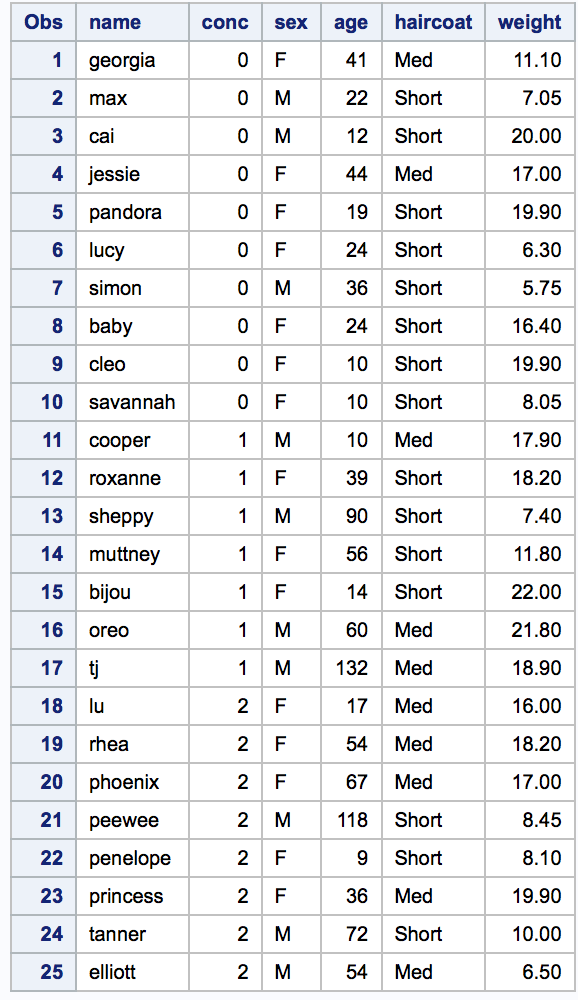 Obs name conc sex age haircoat weight
1 georgia 0 F 41 Med 11.10
2 max 0 M 22 Short 7.05
3 cai 0 M 12 Short 20.00
4 jessie 0 F 44 Med 17.00
5 pandora 0 F 19 Short 19.90
6 lucy 0 F 24 Short 6.30
7 simon 0 M 36 Short 5.75
8 baby 0 F 24 Short 16.40
9 cleo 0 F 10 Short 19.90
10 savannah 0 F 10 Short 8.05
11 cooper 1 M 10 Med 17.90
12 roxanne 1 F 39 Short 18.20
13 sheppy 1 M 90 Short 7.40
14 muttney 1 F 56 Short 11.80
15 bijou 1 F 14 Short 22.00
16 oreo 1 M 60 Med 21.80
17 tj 1 M 132 Med 18.90
18 lu 2 F 17 Med 16.00
19 rhea 2 F 54 Med 18.20
20 phoenix 2 F 67 Med 17.00
21 peewee 2 M 118 Short 8.45
22 penelope 2 F 9 Short 8.10
23 princess 2 F 36 Med 19.90
24 tanner 2 M 72 Short 10.00
25 elliott 2 M 54 Med 6.50